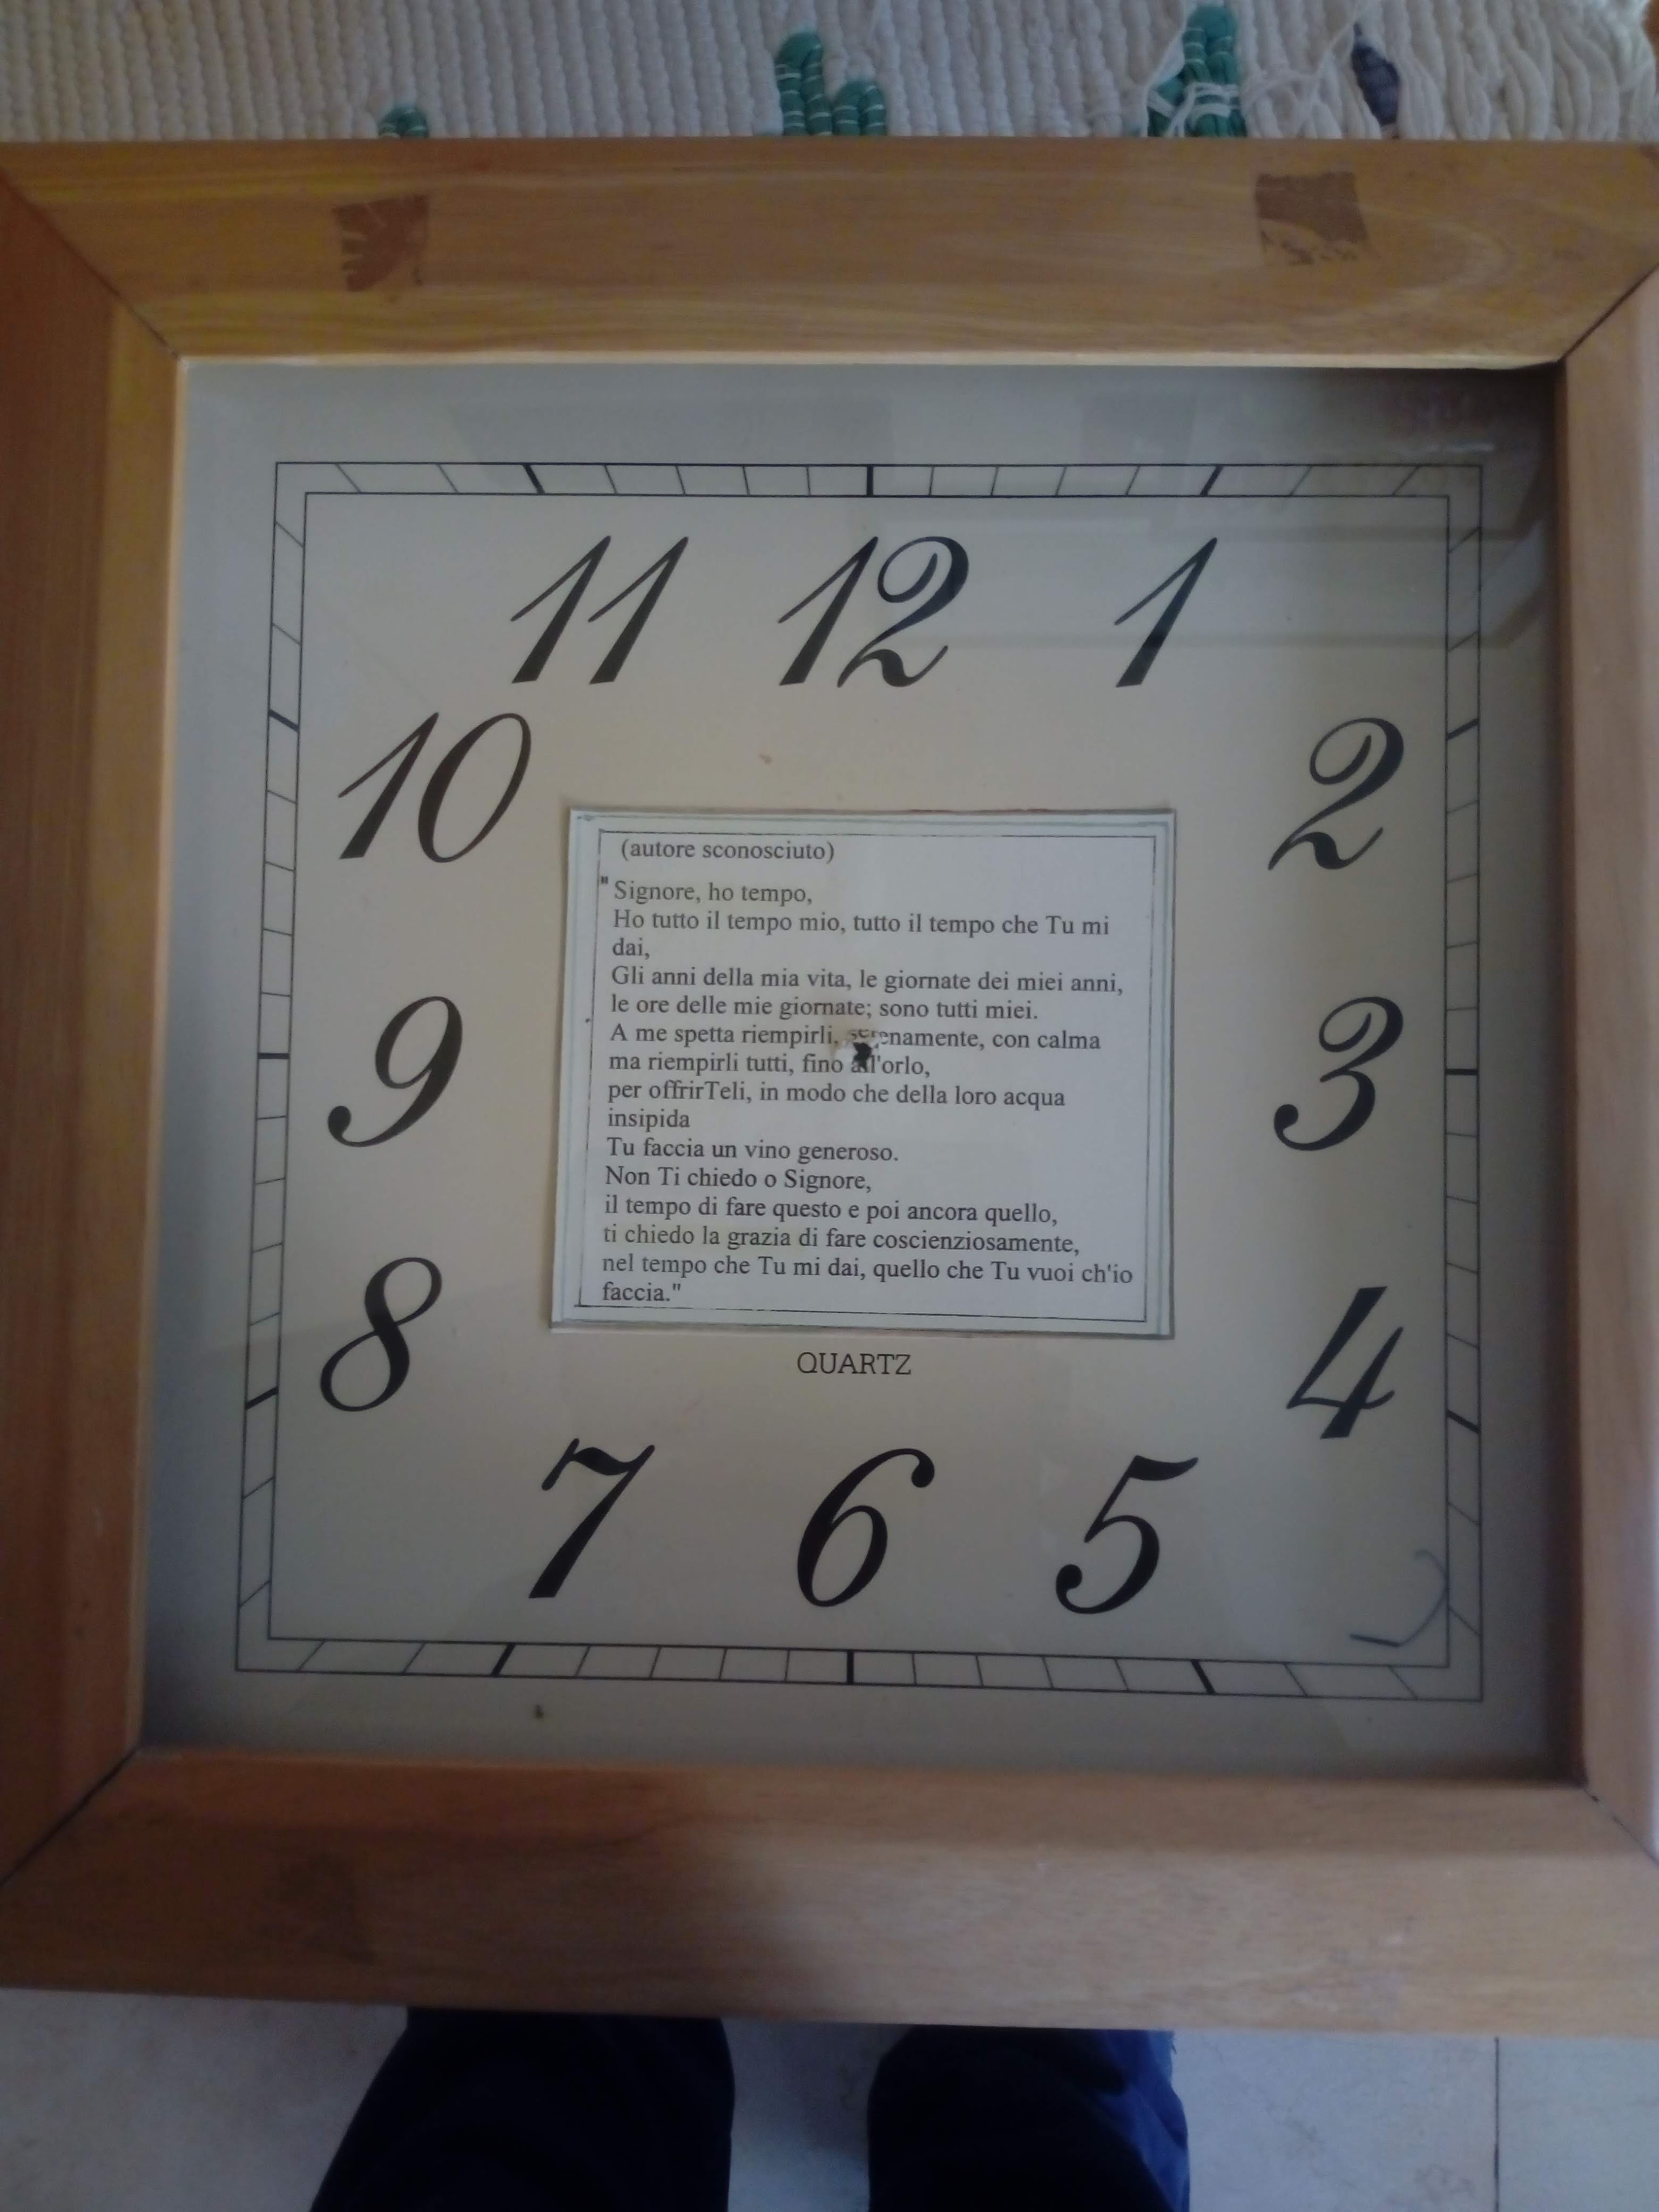 11 12 1
10 2
(autore sconosciuto)
"Signore, ho tempo,
Ho tutto il tempo mio, tutto il tempo che Tu mi
dai,
Gli anni della mia vita, le giornate dei miei anni,
le ore delle mie giornate; sono tutti miei.
A me spetta riempirli, serenamente, con calma
ma riempirli tutti, fino all'orlo,
per offrirTeli, in modo che della loro acqua
insipida
Tu faccia un vino generoso.
Non Ti chiedo o Signore,
il tempo di fare questo e poi ancora quello,
ti chiedo la grazia di fare coscienziosamente,
nel tempo che Tu mi dai, quello che Tu vuoi ch'io
faccia."
9 3
8 4
QUARTZ
7 6 5